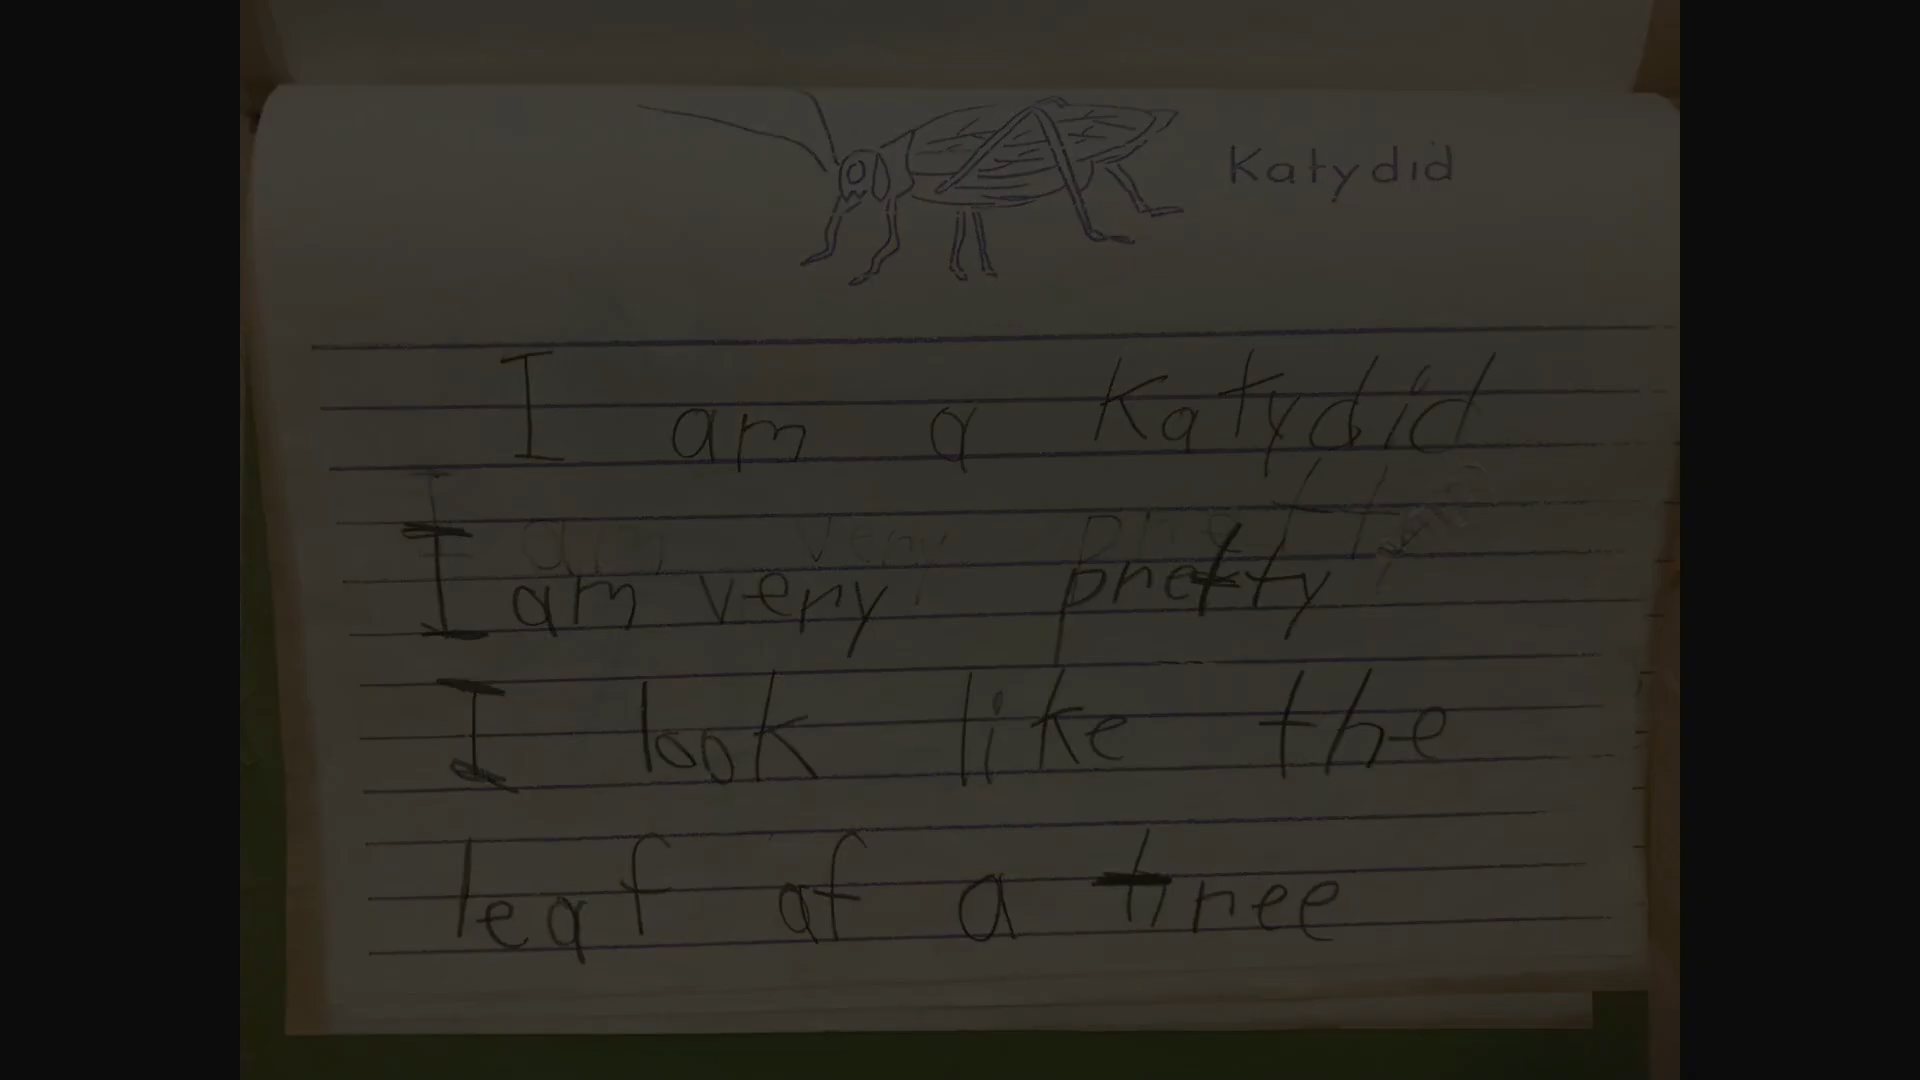 Katydid
I am a Katydid
I am very pretty
I look like the
leaf of a tree